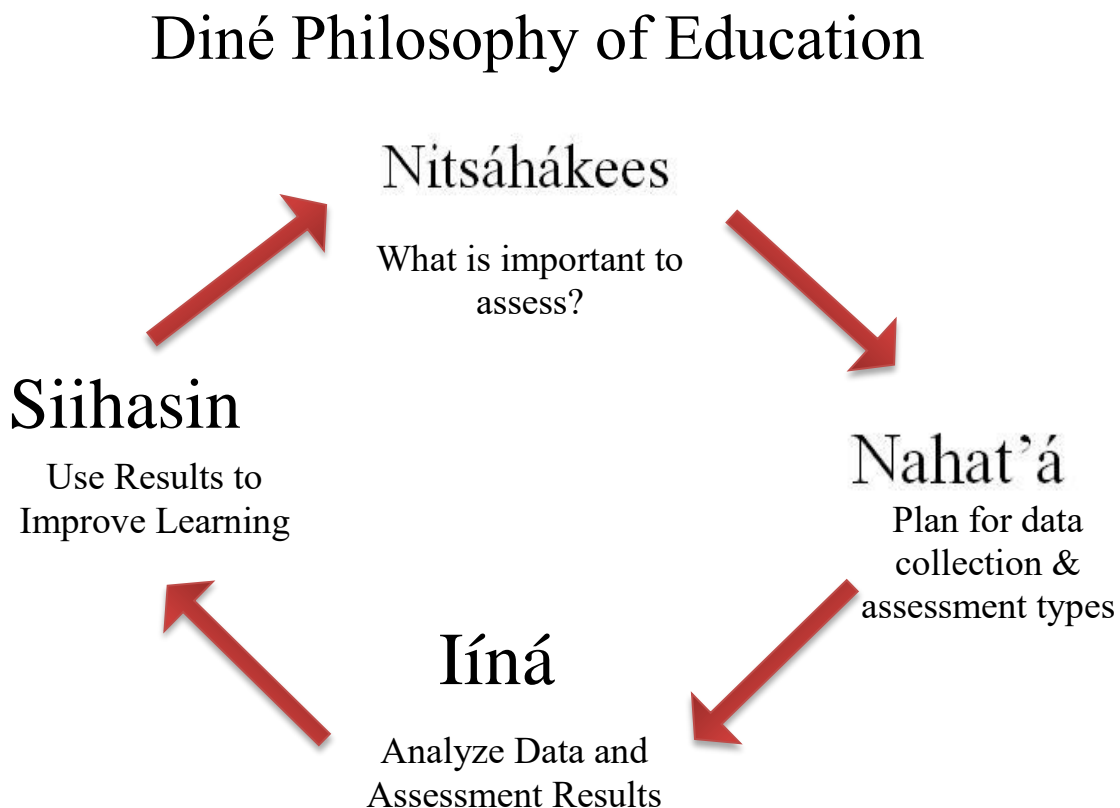 Diné Philosophy of Education
Nitsáhákees
What is important to
assess?
Nahat’á
Plan for data
collection &
assessment types
Iíná
Analyze Data and
Assessment Results
Siihasin
Use Results to
Improve Learning